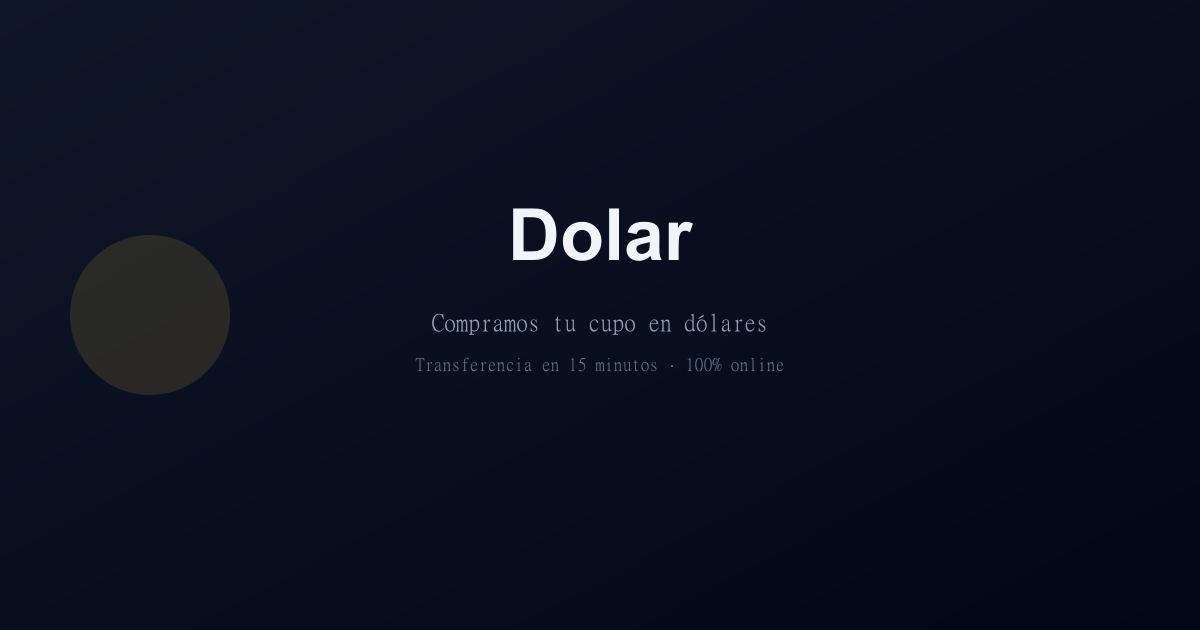 Dolar
Compramos tu cupo en dólares
Transferencia en 15 minutos · 100% online